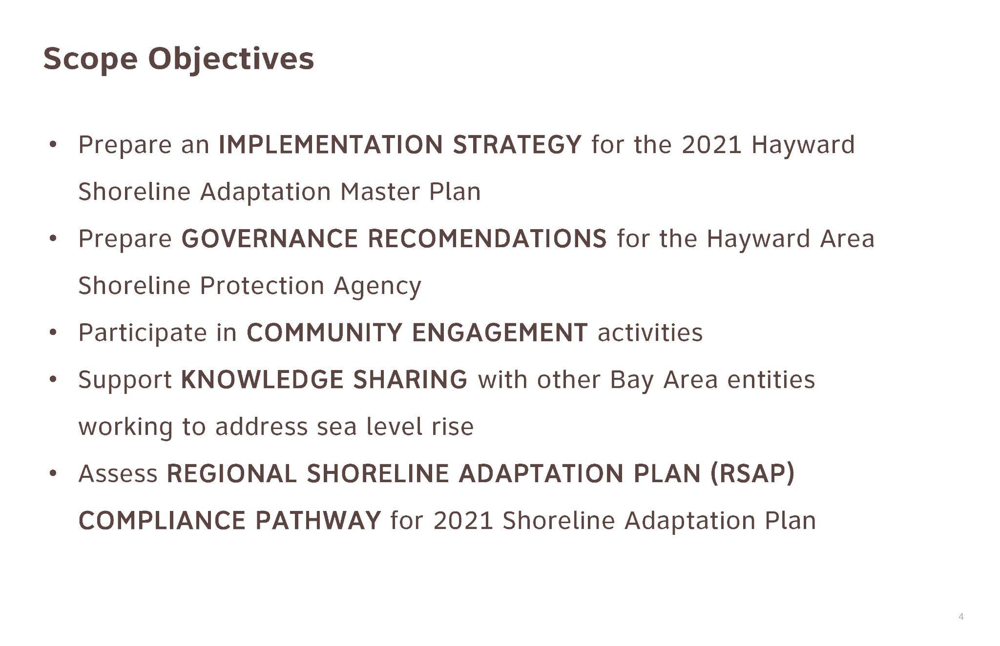 Scope Objectives
• Prepare an IMPLEMENTATION STRATEGY for the 2021 Hayward
Shoreline Adaptation Master Plan
• Prepare GOVERNANCE RECOMENDATIONS for the Hayward Area
Shoreline Protection Agency
• Participate in COMMUNITY ENGAGEMENT activities
• Support KNOWLEDGE SHARING with other Bay Area entities
working to address sea level rise
• Assess REGIONAL SHORELINE ADAPTATION PLAN (RSAP)
COMPLIANCE PATHWAY for 2021 Shoreline Adaptation Plan
4